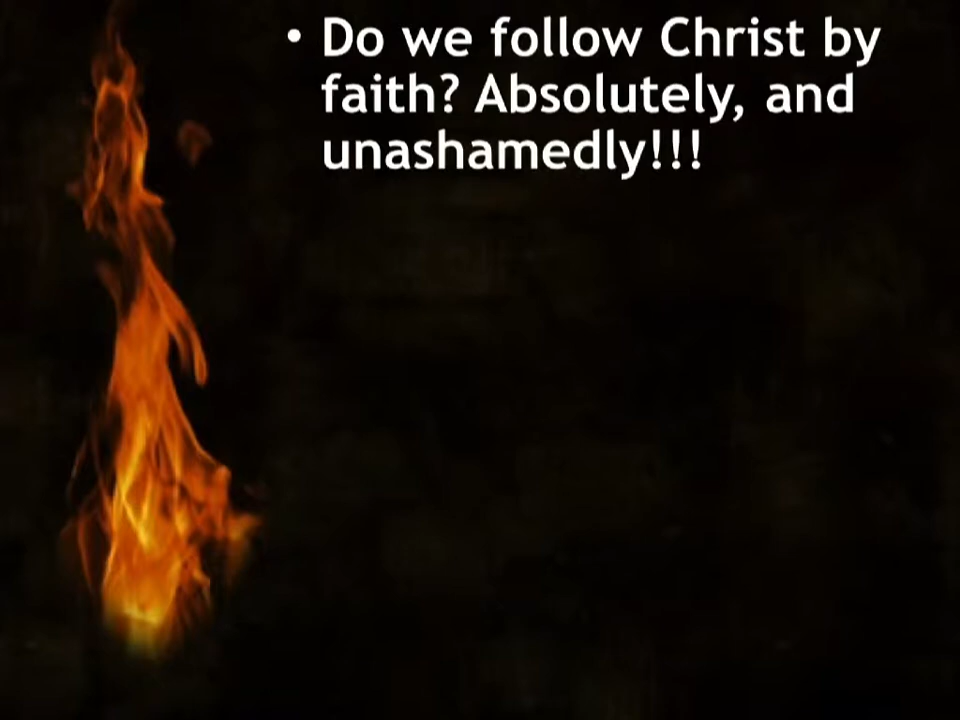 • Do we follow Christ by
faith? Absolutely, and
unashamedly!!!